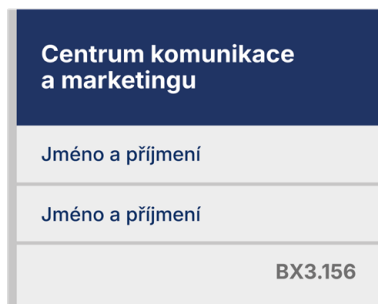 Centrum komunikace
a marketingu
Jméno a příjmení
Jméno a příjmení
BX3.156